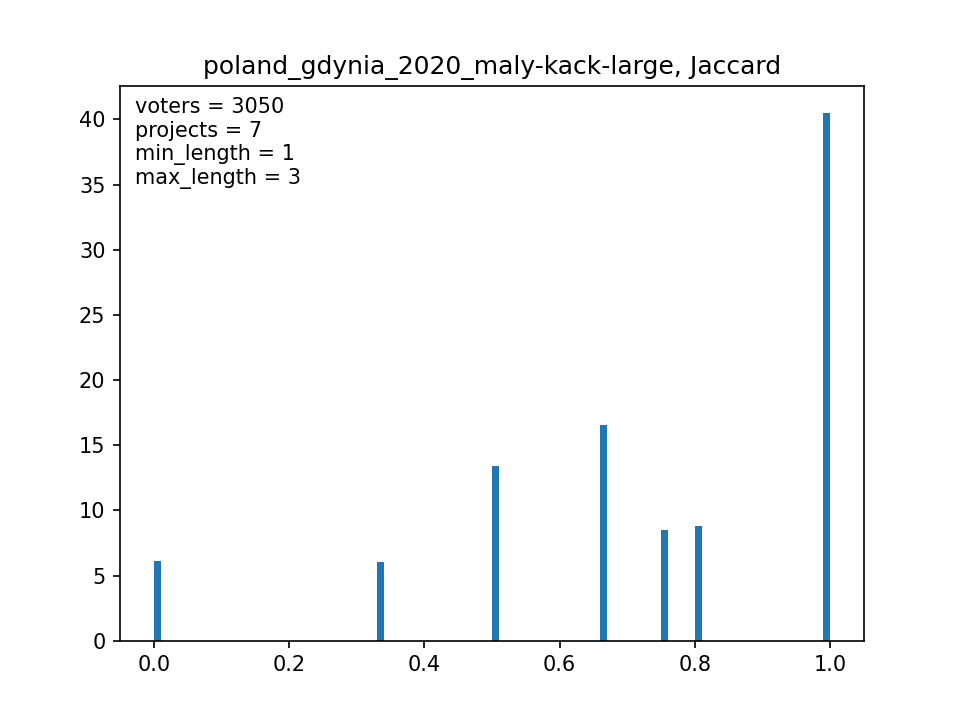 poland_gdynia_2020_maly-kack-large, Jaccard
voters = 3050
projects = 7
min_length = 1
max_length = 3
40
35
30
25
20
15
10
5
0
0.0 0.2 0.4 0.6 0.8 1.0